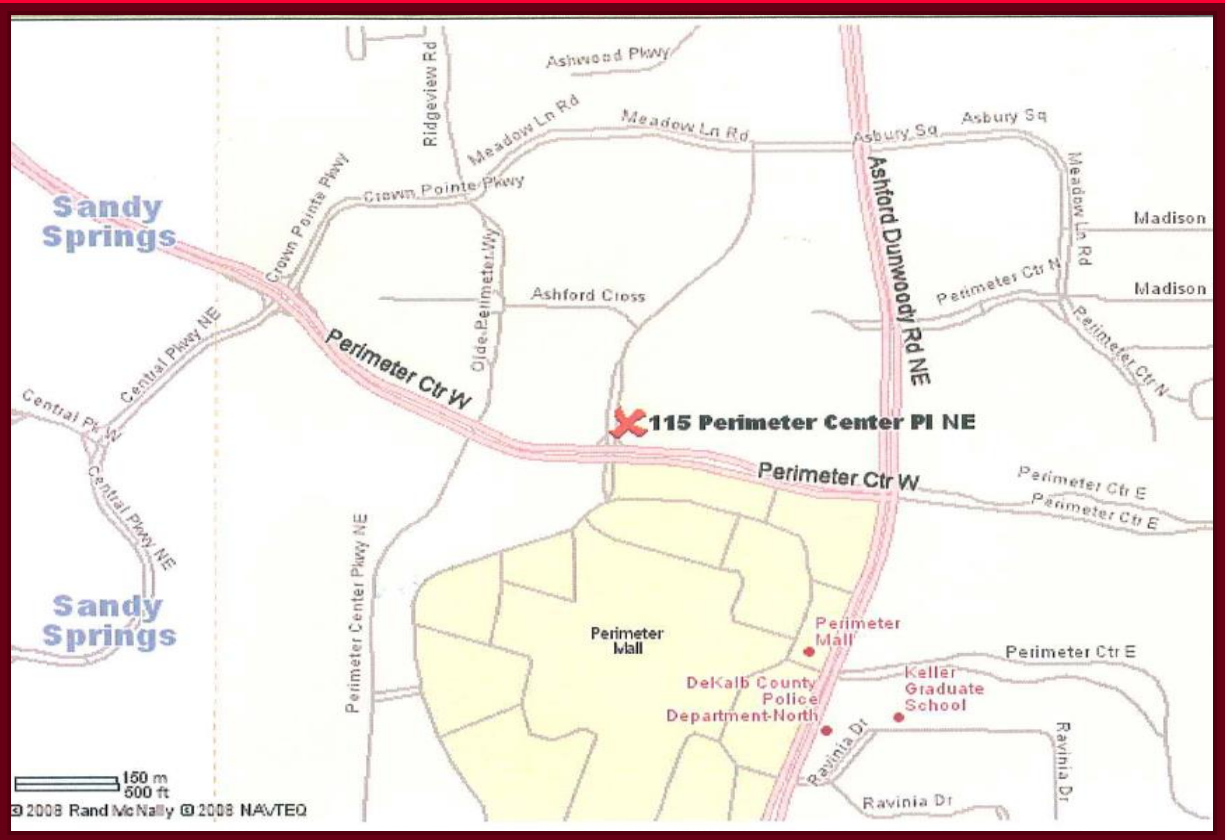 Ashwood Pkwy
Ridgeview Rd
Meadow Ln Rd
Meadow Ln Rd
Asbury Sq
Asbury Sq
Crown Pointe Pkwy
Crown Pointe Pkwy
Ashford Dunwoody Rd NE
Meadow Ln Rd
Madison
Sandy
Springs
Olde Perimeter Wy
Ashford Cross
Perimeter Ctr N
Madison
Central Pkwy NE
Perimeter Ctr W
Perimeter Ctr N
Central Pk W
115 Perimeter Center Pl NE
Perimeter Ctr W
Perimeter Ctr E
Perimeter Ctr E
Central Pkwy NE
Perimeter Center Pkwy NE
Sandy
Springs
Perimeter
Mall
Perimeter
Mall
Perimeter Ctr E
DeKalb County
Police
Department-North
Keller
Graduate
School
Ravinia Dr
Ravinia Dr
Ravinia Dr
150 m
500 ft
© 2008 Rand McNally © 2008 NAVTEQ